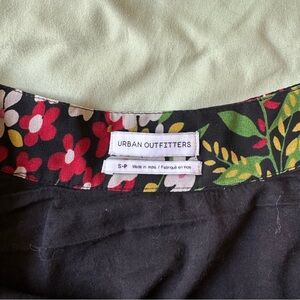 URBAN OUTFITTERS
S-P Made in India / Fabriqué en Inde